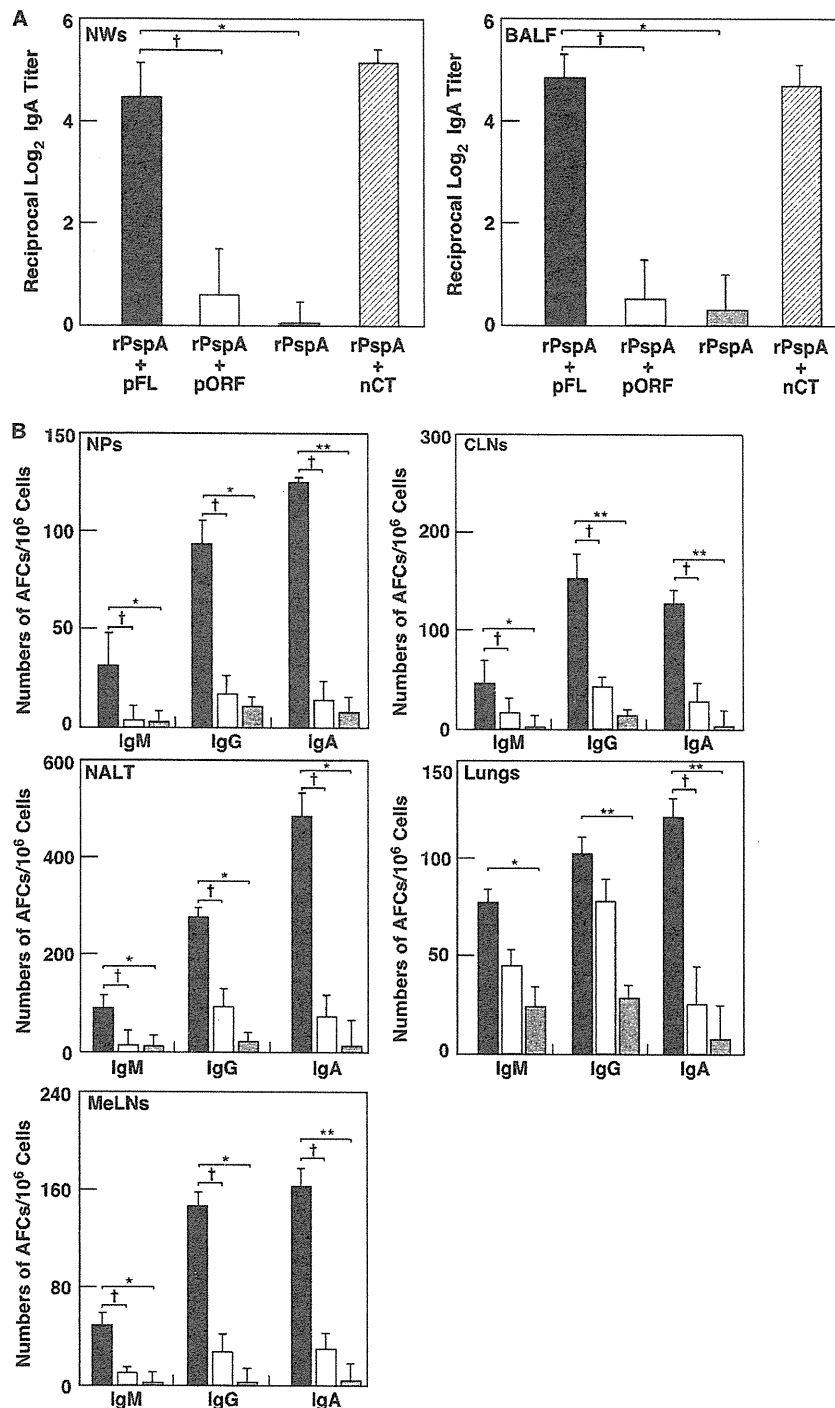 A
NWs
Reciprocal Log2 IgA Titer
6
4
2
0
*
†
rPspA + pFL
rPspA + pORF
rPspA
rPspA + nCT
BALF
Reciprocal Log2 IgA Titer
6
4
2
0
*
†
rPspA + pFL
rPspA + pORF
rPspA
rPspA + nCT
B
NPs
Numbers of AFCs/10^6 Cells
150
100
50
0
*
†
*
†
**
†
IgM IgG IgA
CLNs
Numbers of AFCs/10^6 Cells
300
200
100
0
*
†
**
†
**
†
IgM IgG IgA
NALT
Numbers of AFCs/10^6 Cells
600
400
200
0
*
†
*
†
*
†
IgM IgG IgA
Lungs
Numbers of AFCs/10^6 Cells
150
100
50
0
*
**
**
†
IgM IgG IgA
MeLNs
Numbers of AFCs/10^6 Cells
240
160
80
0
*
†
*
†
**
†
IgM IgG IgA